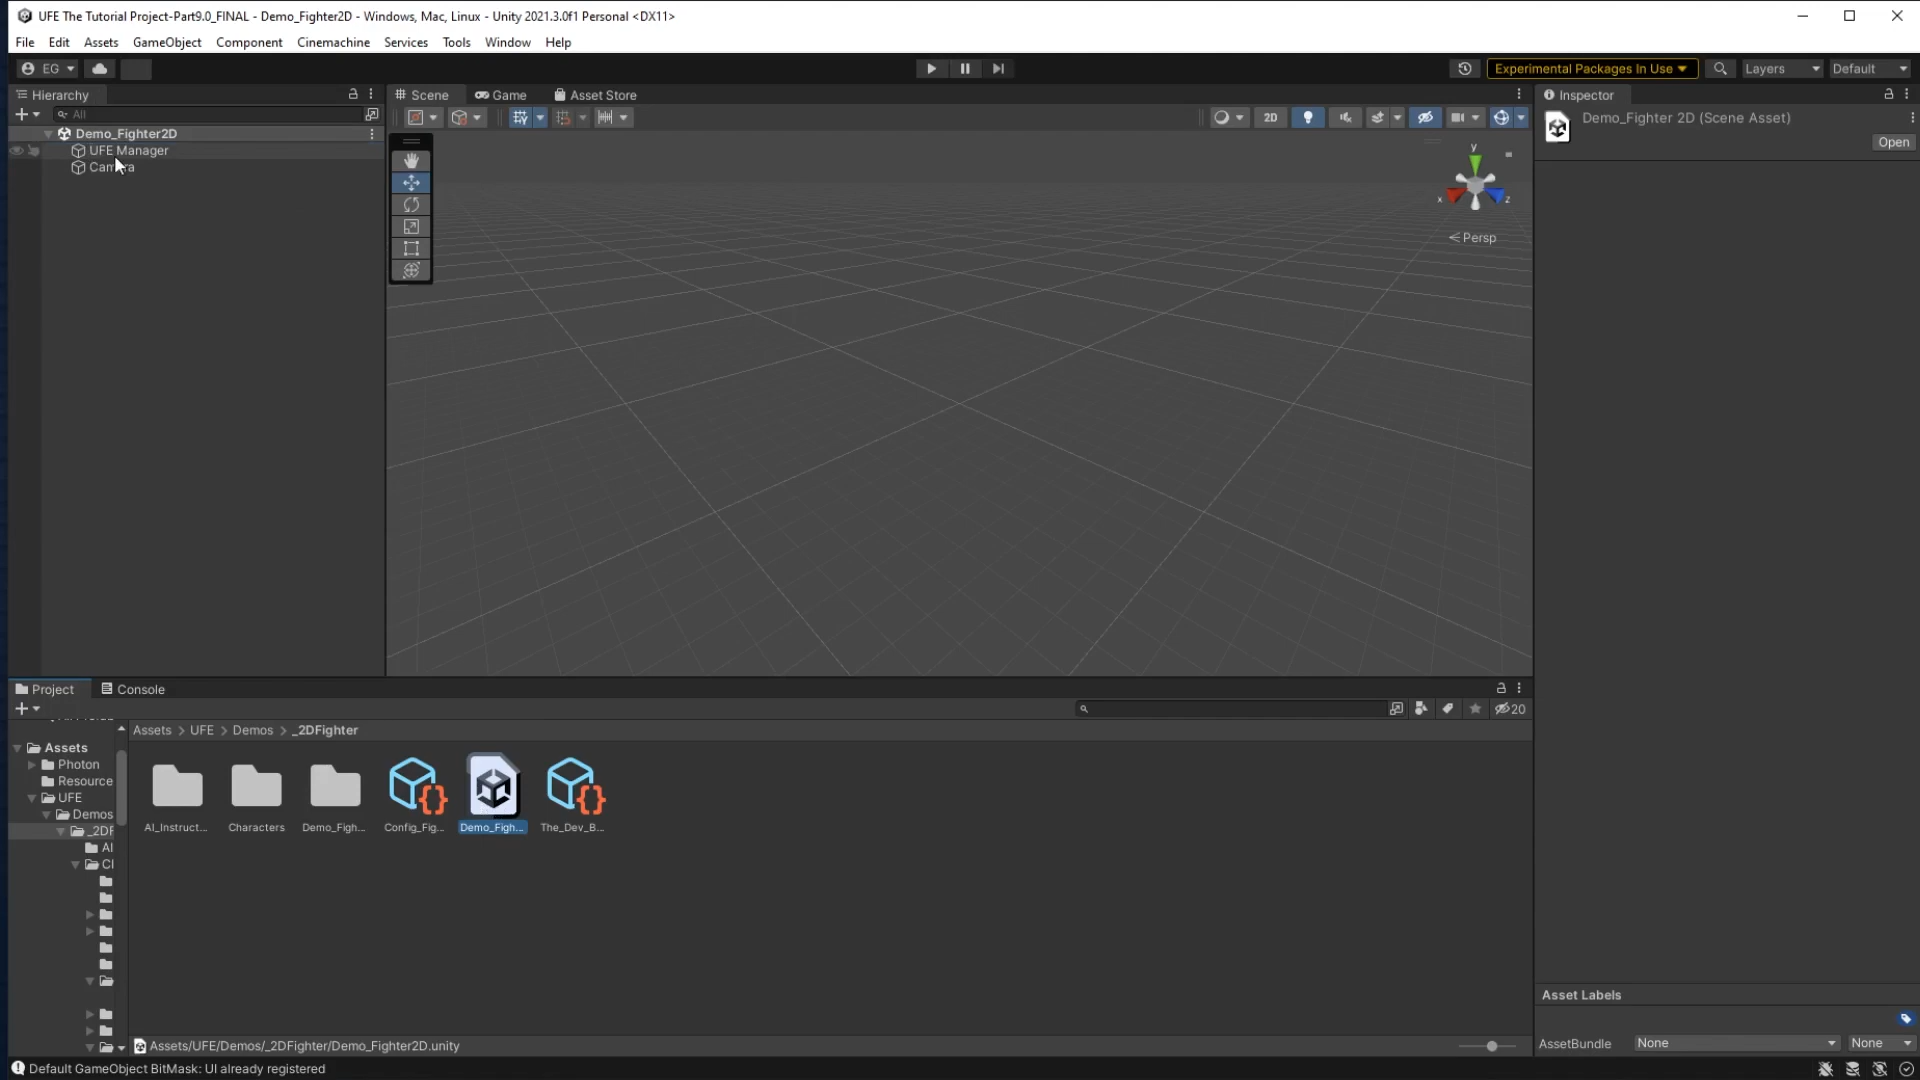 UFE The Tutorial Project-Part9.0_FINAL - Demo_Fighter2D - Windows, Mac, Linux - Unity 2021.3.0f1 Personal <DX11>
File Edit Assets GameObject Component Cinemachine Services Tools Window Help
EG Experimental Packages In Use Layers Default
Hierarchy Scene Game Asset Store Inspector
All 2D
Demo_Fighter 2D (Scene Asset)
Open
Demo_Fighter2D
UFE Manager
Camera
y
x z
Persp
Project Console
20
Assets > UFE > Demos > _2DFighter
Assets
Photon
Resource
UFE
Demos
_2DF
AI
Cl
AI_Instruct... Characters Demo_Figh... Config_Fig... Demo_Figh... The_Dev_B...
Asset Labels
Assets/UFE/Demos/_2DFighter/Demo_Fighter2D.unity
AssetBundle None None
Default GameObject BitMask: UI already registered